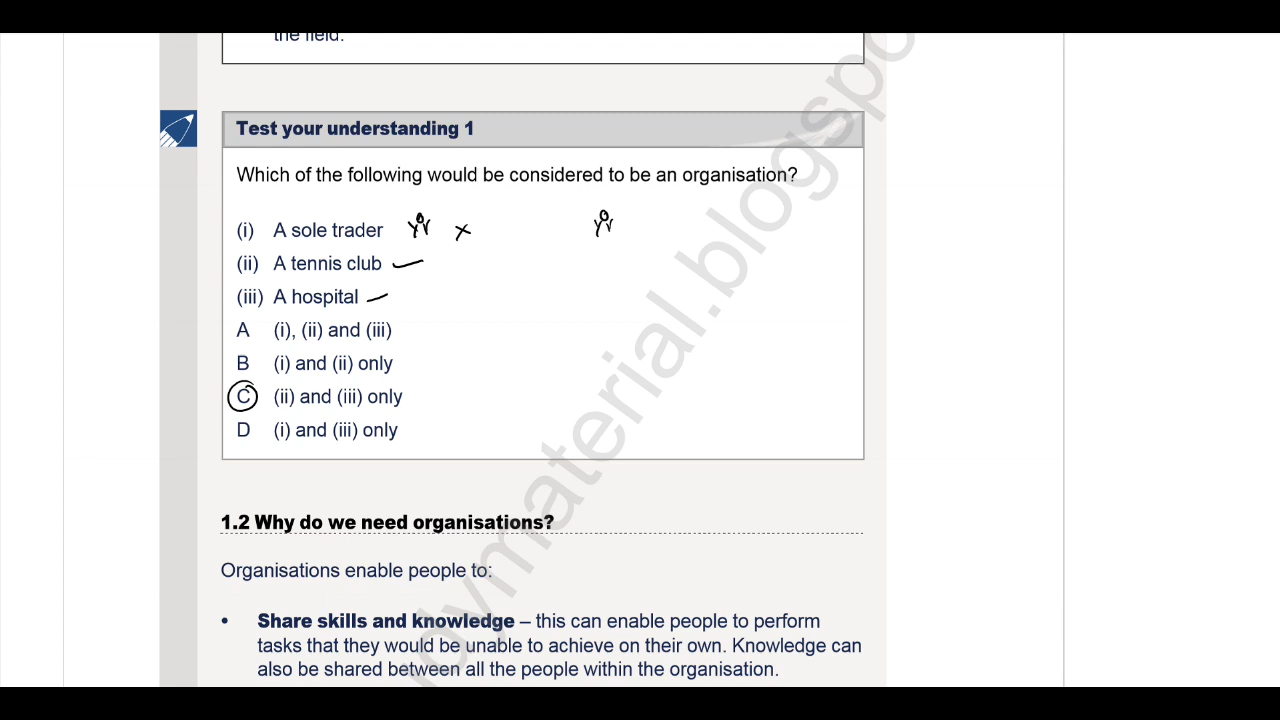 the field.
Test your understanding 1
Which of the following would be considered to be an organisation?
(i) A sole trader
(ii) A tennis club
(iii) A hospital
A (i), (ii) and (iii)
B (i) and (ii) only
C (ii) and (iii) only
D (i) and (iii) only
1.2 Why do we need organisations?
Organisations enable people to:
• Share skills and knowledge – this can enable people to perform
tasks that they would be unable to achieve on their own. Knowledge can
also be shared between all the people within the organisation.
dymaterial.blogspo